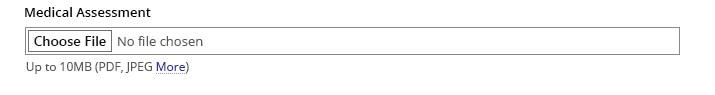 Medical Assessment
Choose File No file chosen
Up to 10MB (PDF, JPEG More)